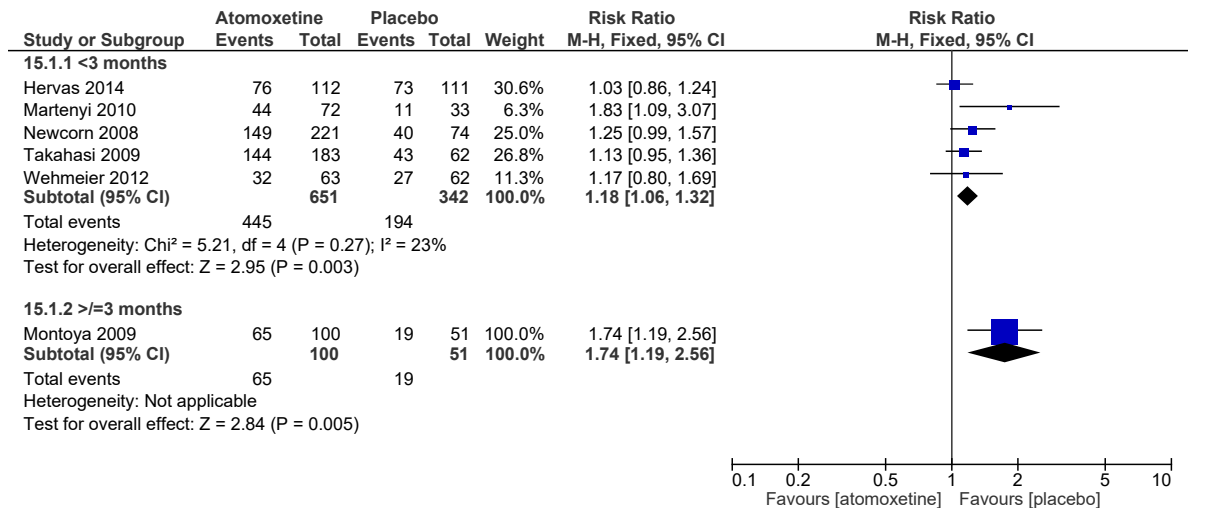 Atomoxetine Placebo Risk Ratio Risk Ratio
Study or Subgroup Events Total Events Total Weight M-H, Fixed, 95% CI M-H, Fixed, 95% CI
15.1.1 <3 months
Hervas 2014 76 112 73 111 30.6% 1.03 [0.86, 1.24]
Martenyi 2010 44 72 11 33 6.3% 1.83 [1.09, 3.07]
Newcorn 2008 149 221 40 74 25.0% 1.25 [0.99, 1.57]
Takahasi 2009 144 183 43 62 26.8% 1.13 [0.95, 1.36]
Wehmeier 2012 32 63 27 62 11.3% 1.17 [0.80, 1.69]
Subtotal (95% CI) 651 342 100.0% 1.18 [1.06, 1.32]
Total events 445 194
Heterogeneity: Chi² = 5.21, df = 4 (P = 0.27); I² = 23%
Test for overall effect: Z = 2.95 (P = 0.003)
15.1.2 >/=3 months
Montoya 2009 65 100 19 51 100.0% 1.74 [1.19, 2.56]
Subtotal (95% CI) 100 51 100.0% 1.74 [1.19, 2.56]
Total events 65 19
Heterogeneity: Not applicable
Test for overall effect: Z = 2.84 (P = 0.005)
0.1 0.2 0.5 1 2 5 10
Favours [atomoxetine] Favours [placebo]